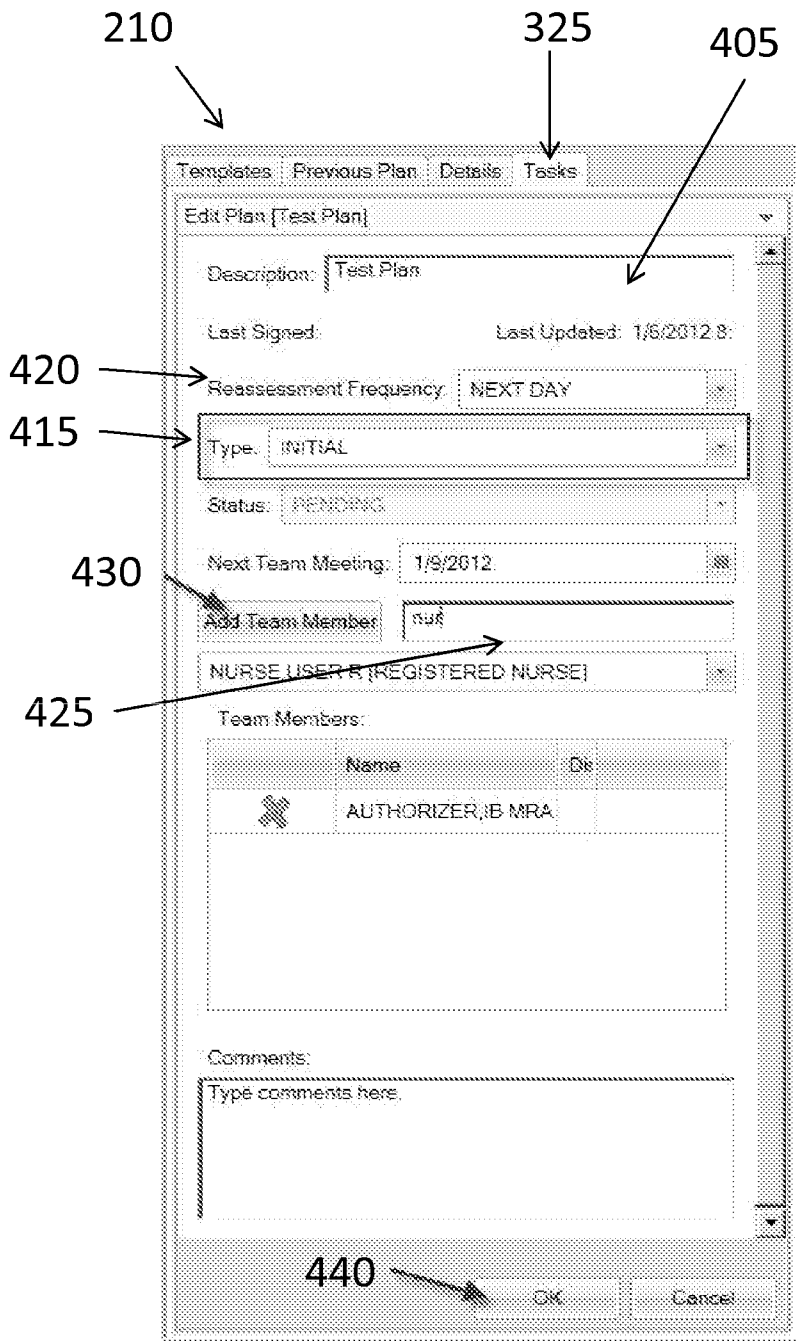 210 325 405
Templates Previous Plan Details Tasks
Edit Plan [Test Plan]
Description: Test Plan
Last Signed: Last Updated: 1/6/2012 8:
420
Reassessment Frequency: NEXT DAY
415
Type: INITIAL
Status: PENDING
Next Team Meeting: 1/9/2012
430
Add Team Member nur
NURSE,USER R [REGISTERED NURSE]
425
Team Members:
Name Dis
AUTHORIZER,IB MRA
Comments:
Type comments here.
440
OK Cancel